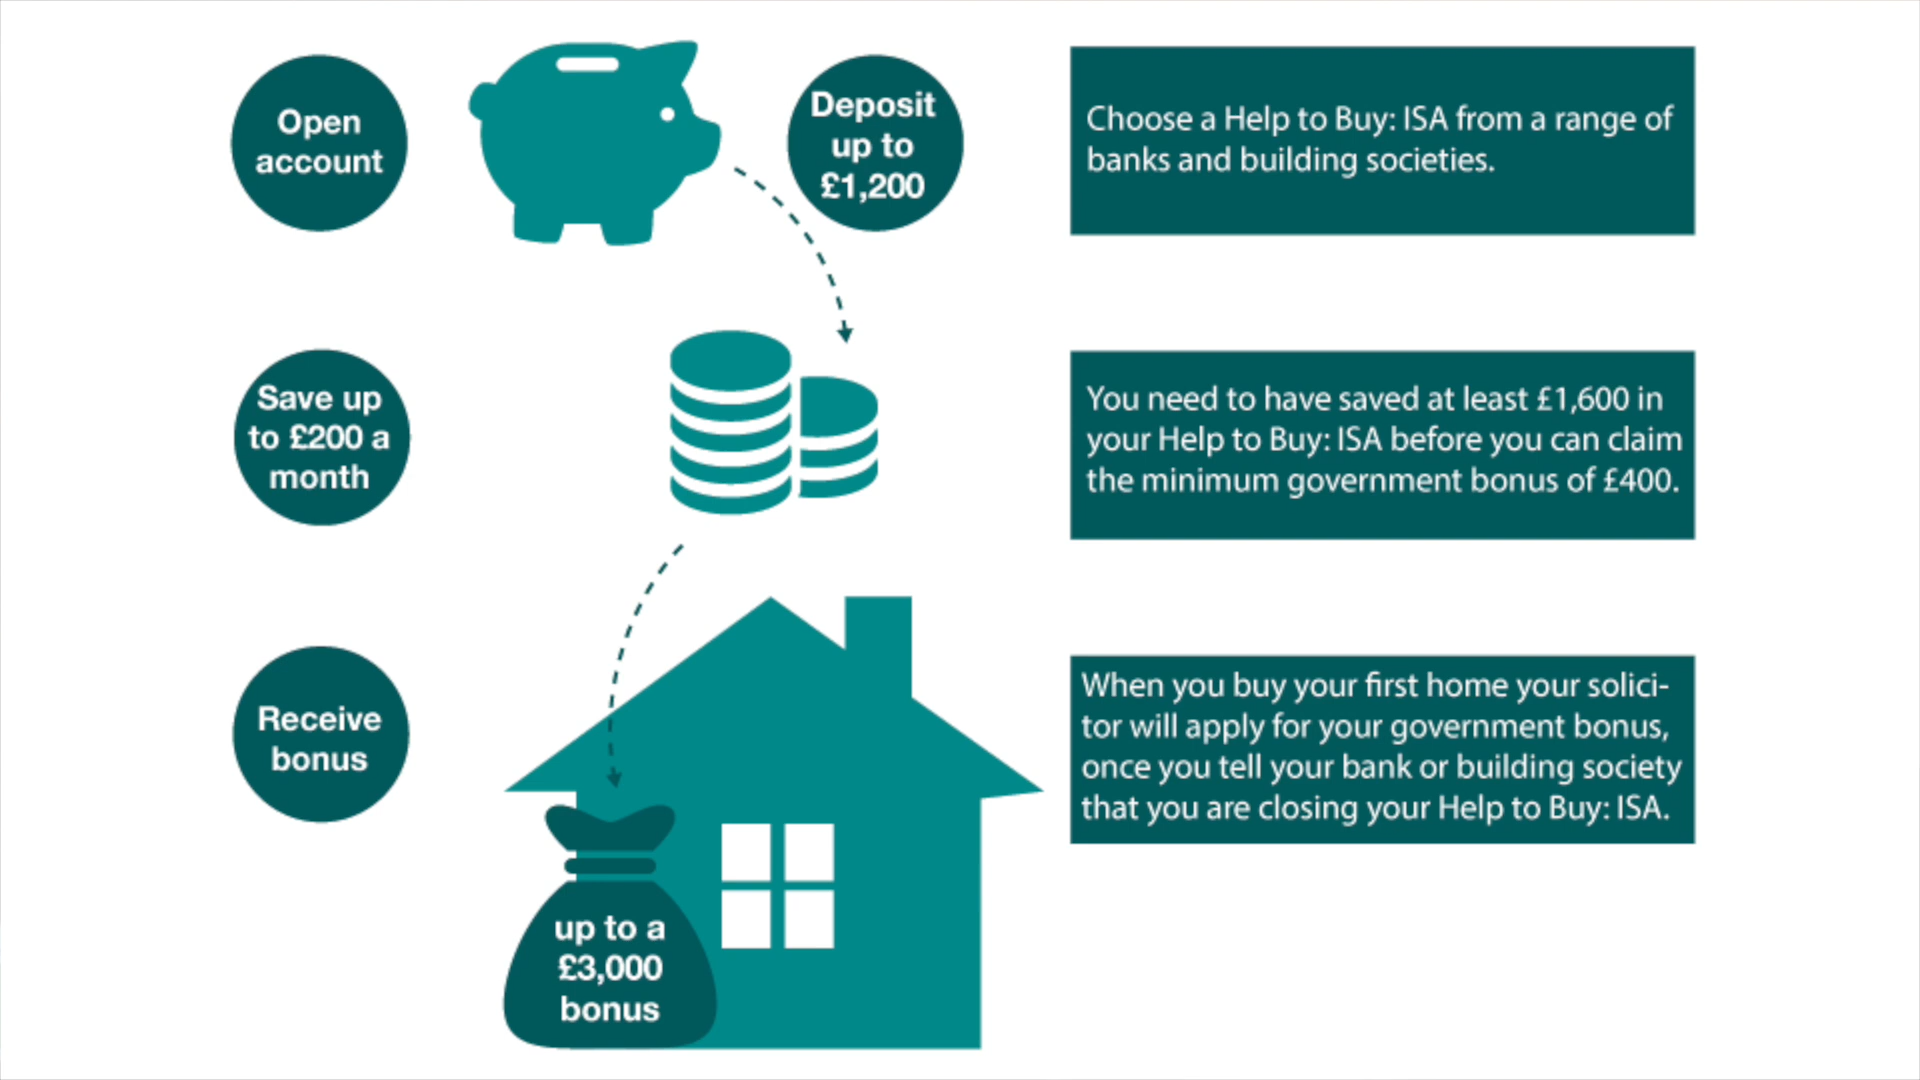 Open
account
Deposit
up to
£1,200
Choose a Help to Buy: ISA from a range of
banks and building societies.
Save up
to £200 a
month
You need to have saved at least £1,600 in
your Help to Buy: ISA before you can claim
the minimum government bonus of £400.
Receive
bonus
up to a
£3,000
bonus
When you buy your first home your solici-
tor will apply for your government bonus,
once you tell your bank or building society
that you are closing your Help to Buy: ISA.